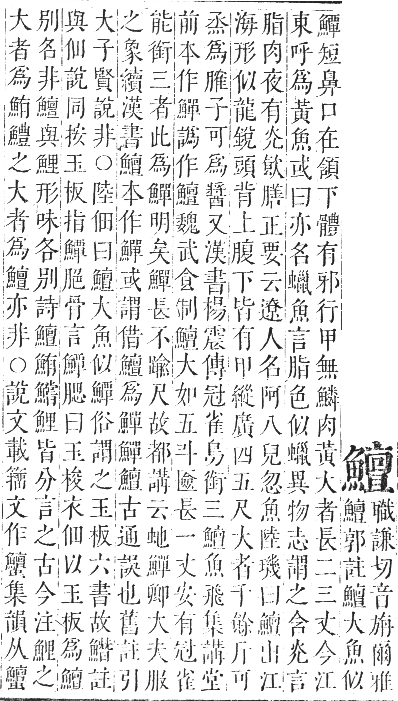 鱣
職謙切音旃爾雅
鱣郭註鱣大魚似
鱏短鼻口在頷下體有邪行甲無鱗肉黃大者長二三丈今江
東呼爲黃魚或曰亦名蠟魚言脂色似蠟異物志謂之含光言
脂肉夜有光飲膳正要云遼人名阿八兒忽魚陸璣曰鱣出江
海形似龍銳頭背上腹下皆有甲縱廣四五尺大者千餘斤可
烝爲臛子可爲醬又漢書楊震傳冠雀鳥銜三鱣魚飛集講堂
前本作鱓譌作鱣魏武食制鱣大如五斗匳長一丈安有冠雀
能銜三者此爲鱓明矣鱓長不踰尺故都講云虵鱓卿大夫服
之象續漢書鱣本作鱓或謂借鱣爲鱓鱓鱣古通誤也舊註引
大子賢說非○陸佃曰鱣大魚似鱏俗謂之玉板六書故註
與佃說同按玉板指鱏脃骨言鱏腮曰玉梭衣佃以玉板爲鱣
別名非鱣與鯉形味各別詩鱣鮪鰷鯉皆分言之古今注鯉之
大者爲鮪鱧之大者爲鱣亦非○說文載籀文作集韻从鱣